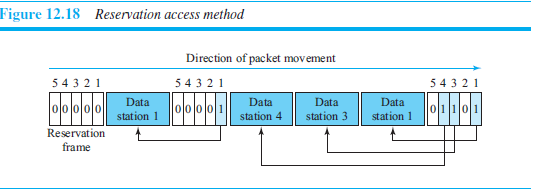 Figure 12.18 Reservation access method
Direction of packet movement
5 4 3 2 1
5 4 3 2 1
5 4 3 2 1
0 0 0 0 0
Data
station 1
0 0 0 0 1
Data
station 4
Data
station 3
Data
station 1
0 1 1 0 1
Reservation
frame